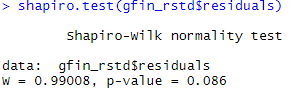 > shapiro.test(gfin_rstd$residuals)
Shapiro-Wilk normality test
data:  gfin_rstd$residuals
W = 0.99008, p-value = 0.086